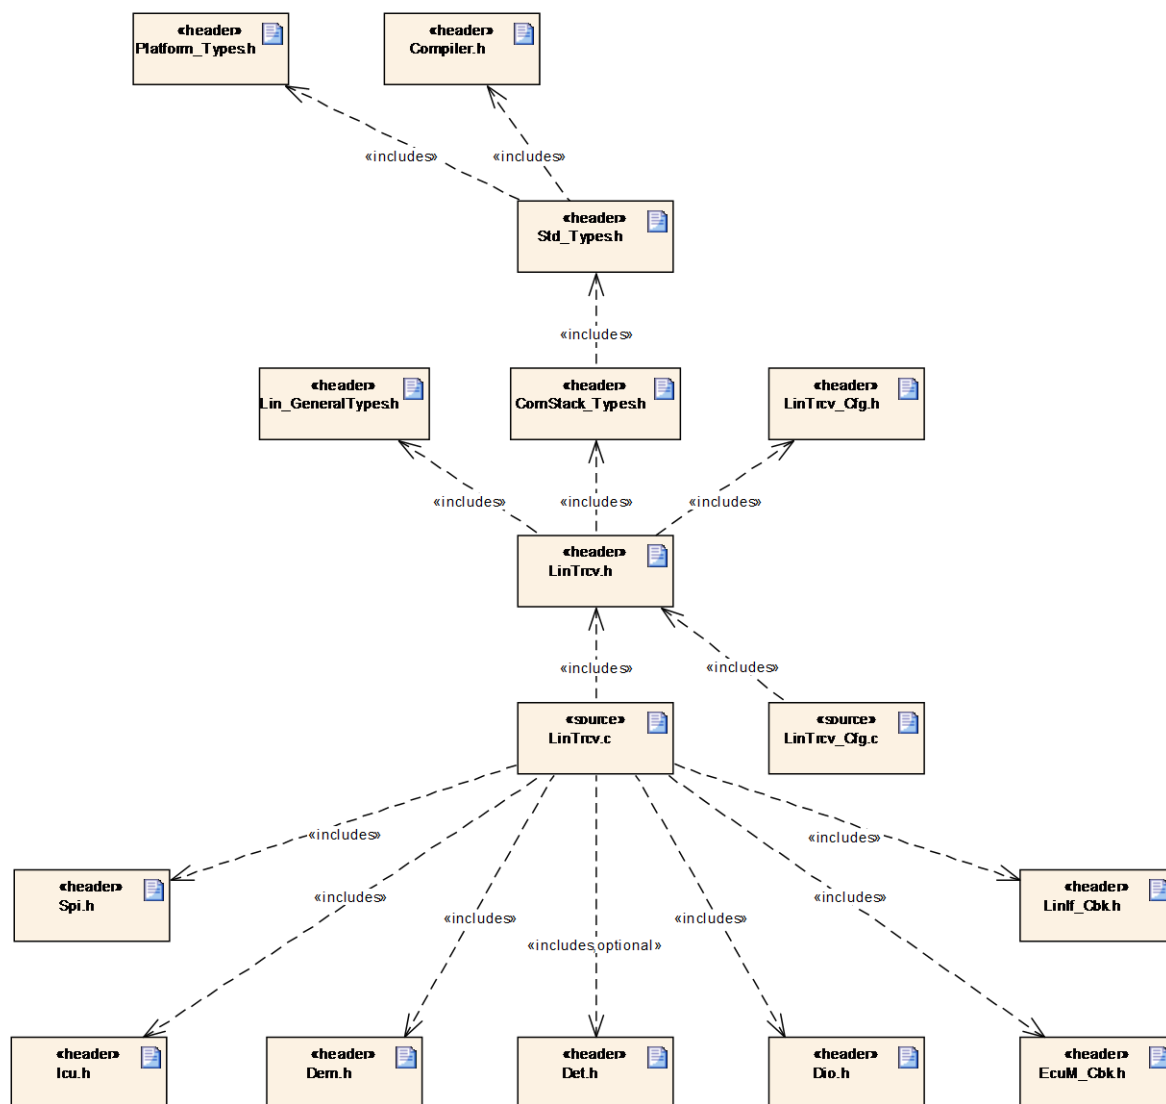 «header»
Platform_Types.h
«header»
Compiler.h
«includes»
«includes»
«header»
Std_Types.h
«includes»
«header»
Lin_GeneralTypes.h
«header»
ComStack_Types.h
«header»
LinTrcv_Cfg.h
«includes»
«includes»
«includes»
«header»
LinTrcv.h
«includes»
«includes»
«source»
LinTrcv.c
«source»
LinTrcv_Cfg.c
«includes»
«includes»
«header»
Spi.h
«includes»
«includes»
«header»
LinIf_Cbk.h
«includes»
«includes»
«includes optional»
«header»
Icu.h
«header»
Dem.h
«header»
Det.h
«header»
Dio.h
«header»
EcuM_Cbk.h